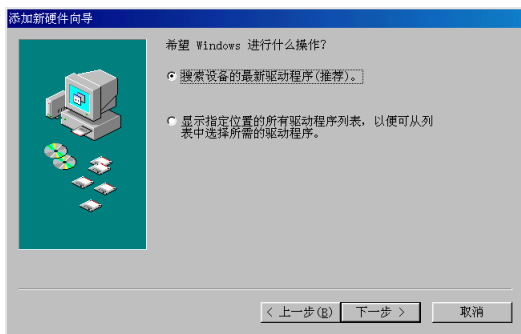 添加新硬件向导
希望 Windows 进行什么操作?
搜索设备的最新驱动程序(推荐)。
显示指定位置的所有驱动程序列表，以便可从列
表中选择所需的驱动程序。
< 上一步(B) 下一步 > 取消